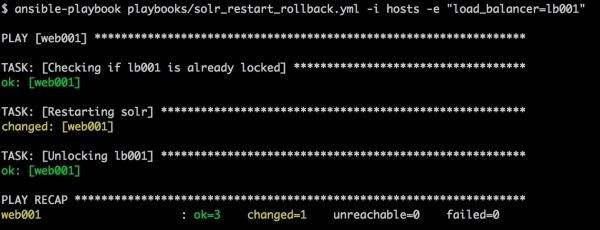 $ ansible-playbook playbooks/solr_restart_rollback.yml -i hosts -e "load_balancer=lb001"
PLAY [web001] *****************************************************************
TASK: [Checking if lb001 is already locked] ***********************************
ok: [web001]
TASK: [Restarting solr] *******************************************************
changed: [web001]
TASK: [Unlocking lb001] *******************************************************
ok: [web001]
PLAY RECAP ********************************************************************
web001                     : ok=3    changed=1    unreachable=0    failed=0